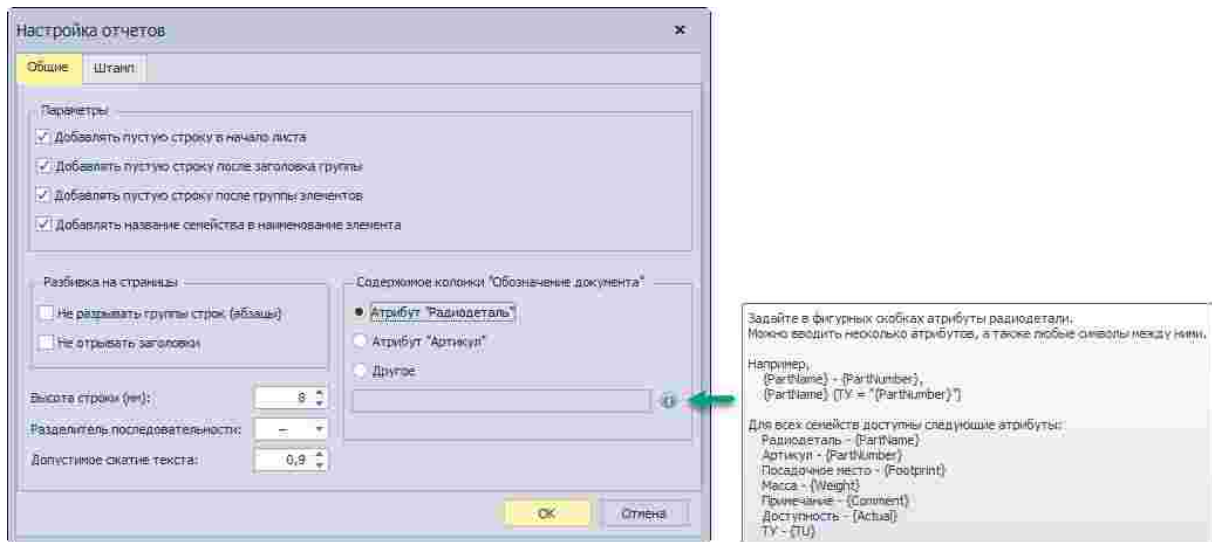 Настройка отчетов
Общие
Штамп
Параметры
Добавлять пустую строку в начало листа
Добавлять пустую строку после заголовка группы
Добавлять пустую строку после группы элементов
Добавлять название семейства в наименование элемента
Разбивка на страницы
Не разрывать группы строк (абзацы)
Не отрывать заголовки
Высота строки (мм):
8
Разделитель последовательности:
–
Допустимое сжатие текста:
0,9
Содержимое колонки "Обозначение документа"
Атрибут "Радиодеталь"
Атрибут "Артикул"
Другое
OK
Отмена
Задайте в фигурных скобках атрибуты радиодетали.
Можно вводить несколько атрибутов, а также любые символы между ними.
Например,
{PartName} - {PartNumber},
{PartName} (ТУ = "{PartNumber}")
Для всех семейств доступны следующие атрибуты:
Радиодеталь - {PartName}
Артикул - {PartNumber}
Посадочное место - {Footprint}
Масса - {Weight}
Примечание - {Comment}
Доступность - {Actual}
ТУ - {TU}